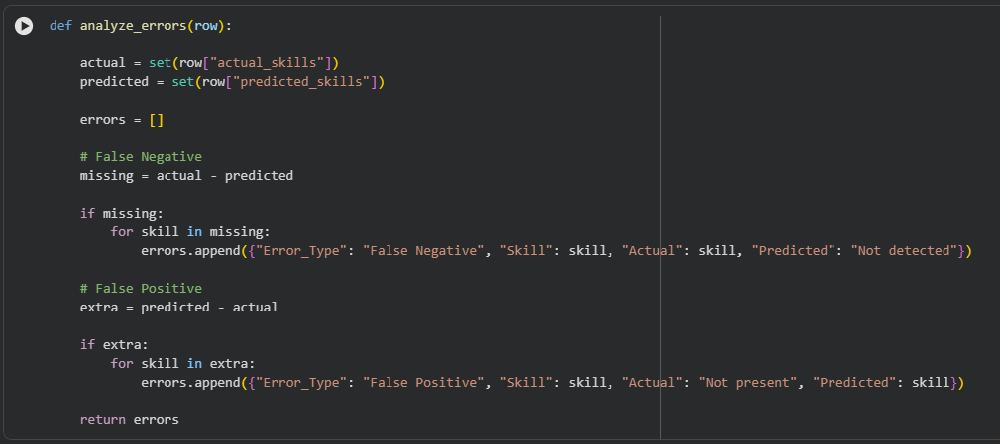 def analyze_errors(row):
actual = set(row["actual_skills"])
predicted = set(row["predicted_skills"])
errors = []
# False Negative
missing = actual - predicted
if missing:
for skill in missing:
errors.append({"Error_Type": "False Negative", "Skill": skill, "Actual": skill, "Predicted": "Not detected"})
# False Positive
extra = predicted - actual
if extra:
for skill in extra:
errors.append({"Error_Type": "False Positive", "Skill": skill, "Actual": "Not present", "Predicted": skill})
return errors